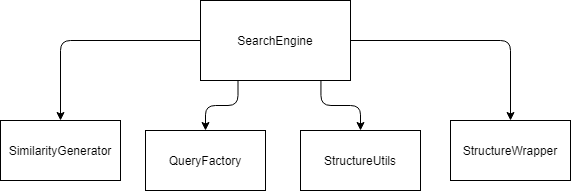 SearchEngine
SimilarityGenerator
QueryFactory
StructureUtils
StructureWrapper